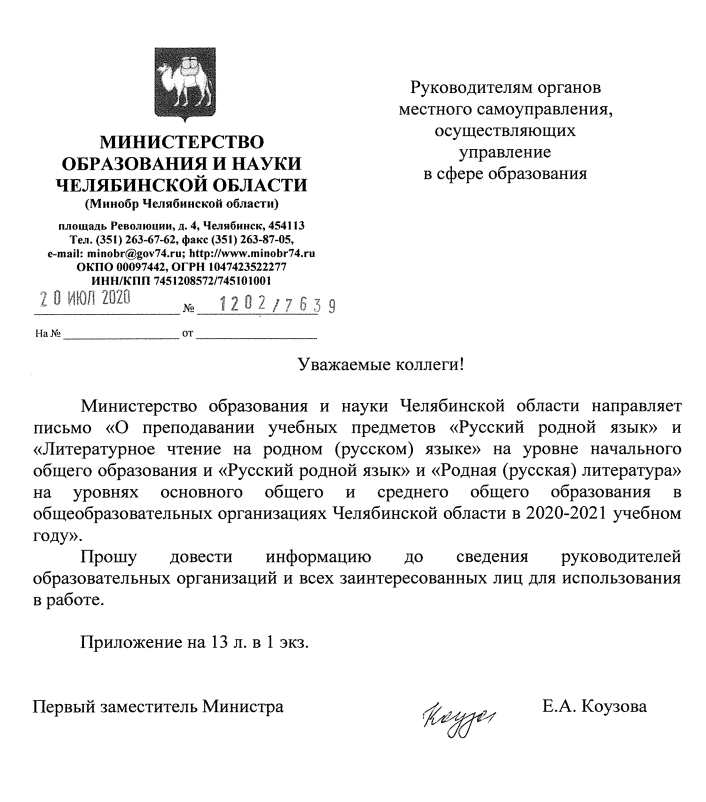 МИНИСТЕРСТВО
ОБРАЗОВАНИЯ И НАУКИ
ЧЕЛЯБИНСКОЙ ОБЛАСТИ
(Минобр Челябинской области)
площадь Революции, д. 4, Челябинск, 454113
Тел. (351) 263-67-62, факс (351) 263-87-05,
e-mail: minobr@gov74.ru; http://www.minobr74.ru
ОКПО 00097442, ОГРН 1047423522277
ИНН/КПП 7451208572/745101001
20 ИЮЛ 2020 № 1202/7639
На № ____________________ от ____________________
Руководителям органов
местного самоуправления,
осуществляющих
управление
в сфере образования
Уважаемые коллеги!
Министерство образования и науки Челябинской области направляет
письмо «О преподавании учебных предметов «Русский родной язык» и
«Литературное чтение на родном (русском) языке» на уровне начального
общего образования и «Русский родной язык» и «Родная (русская) литература»
на уровнях основного общего и среднего общего образования в
общеобразовательных организациях Челябинской области в 2020-2021 учебном
году».
Прошу довести информацию до сведения руководителей
образовательных организаций и всех заинтересованных лиц для использования
в работе.
Приложение на 13 л. в 1 экз.
Первый заместитель Министра Е.А. Коузова